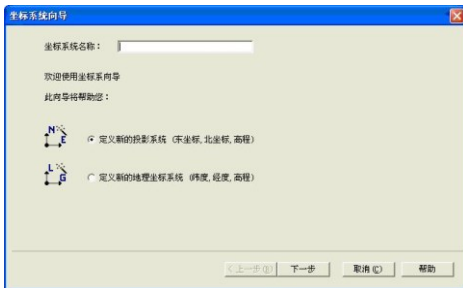 坐标系统向导
坐标系统名称：
欢迎使用坐标系向导
此向导将帮助您：
N E
定义新的投影系统 (东坐标,北坐标,高程)
L G
定义新的地理坐标系统 (纬度,经度,高程)
<上一步(B) 下一步 取消(C) 帮助